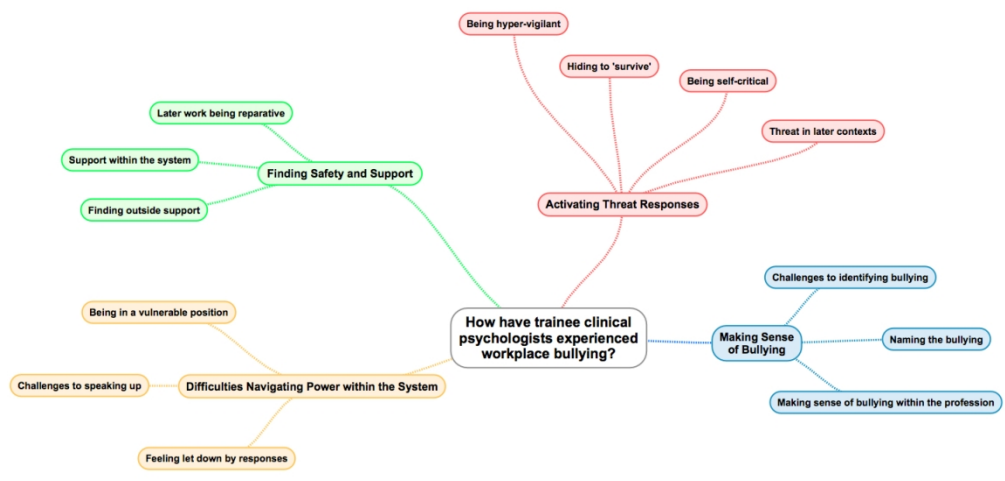 Being hyper-vigilant
Hiding to 'survive'
Being self-critical
Threat in later contexts
Activating Threat Responses
Later work being reparative
Support within the system
Finding Safety and Support
Finding outside support
How have trainee clinical
psychologists experienced
workplace bullying?
Challenges to identifying bullying
Making Sense
of Bullying
Naming the bullying
Making sense of bullying within the profession
Being in a vulnerable position
Challenges to speaking up
Difficulties Navigating Power within the System
Feeling let down by responses